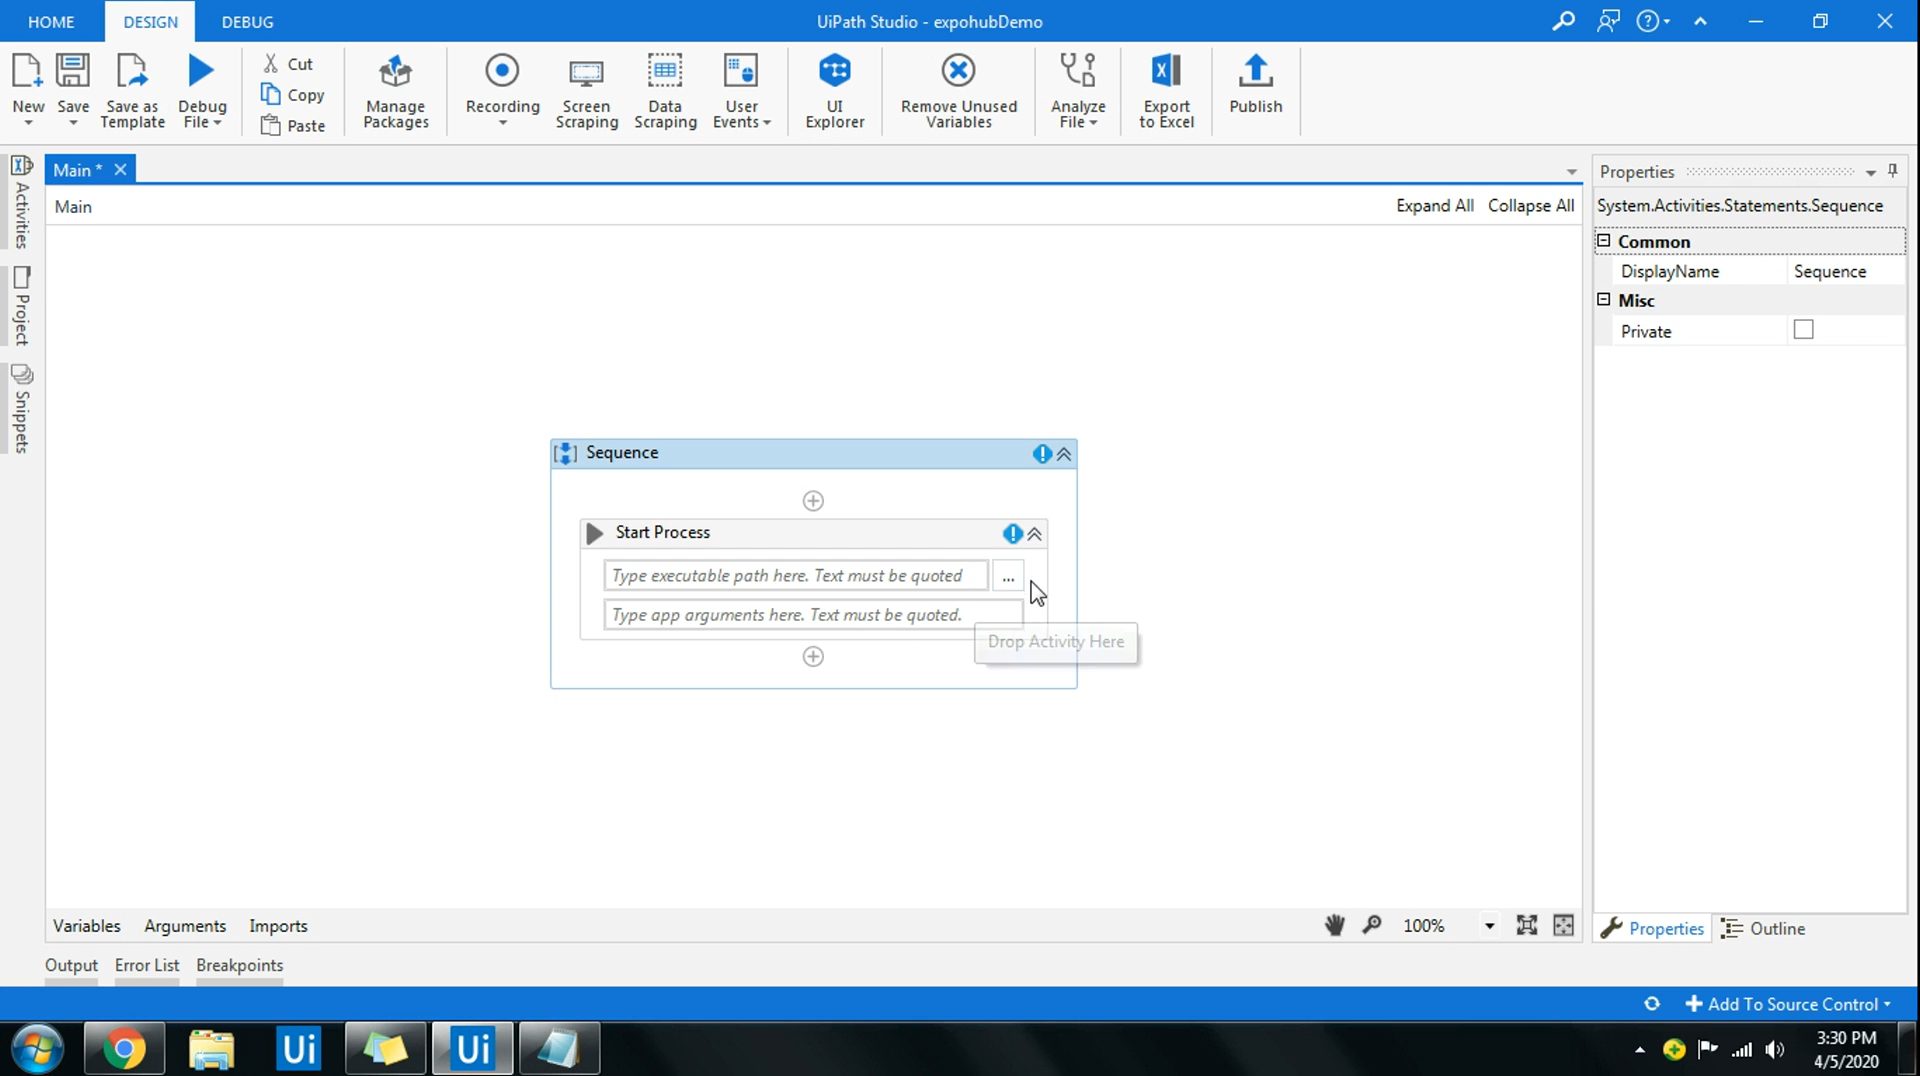 HOME DESIGN DEBUG UiPath Studio - expohubDemo
New Save Save as Template Debug File
Cut
Copy
Paste
Manage Packages
Recording
Screen Scraping
Data Scraping
User Events
UI Explorer
Remove Unused Variables
Analyze File
Export to Excel
Publish
Activities
Project
Snippets
Main *
Main
Expand All Collapse All
Sequence
Start Process
Type executable path here. Text must be quoted
...
Type app arguments here. Text must be quoted.
Drop Activity Here
Properties
System.Activities.Statements.Sequence
Common
DisplayName Sequence
Misc
Private
Variables Arguments Imports
100%
Properties Outline
Output Error List Breakpoints
Add To Source Control
Ui
Ui
3:30 PM
4/5/2020